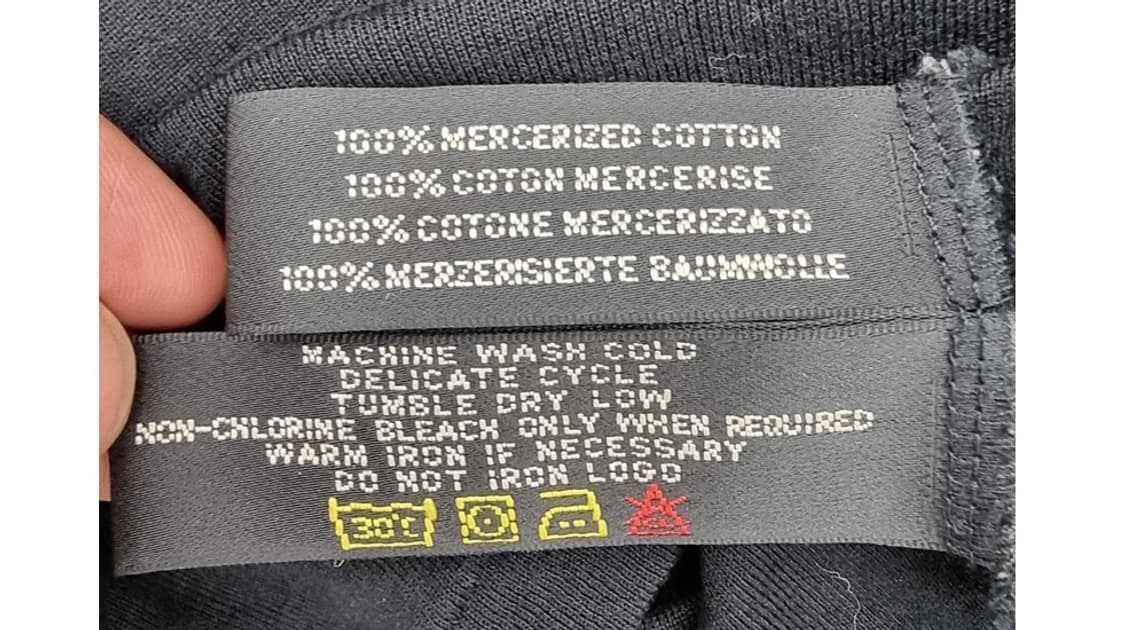 100% MERCERIZED COTTON
100% COTON MERCERISE
100% COTONE MERCERIZZATO
100% MERZERISIERTE BAUMWOLLE
MACHINE WASH COLD
DELICATE CYCLE
TUMBLE DRY LOW
NON-CHLORINE BLEACH ONLY WHEN REQUIRED
WARM IRON IF NECESSARY
DO NOT IRON LOGO
30°C